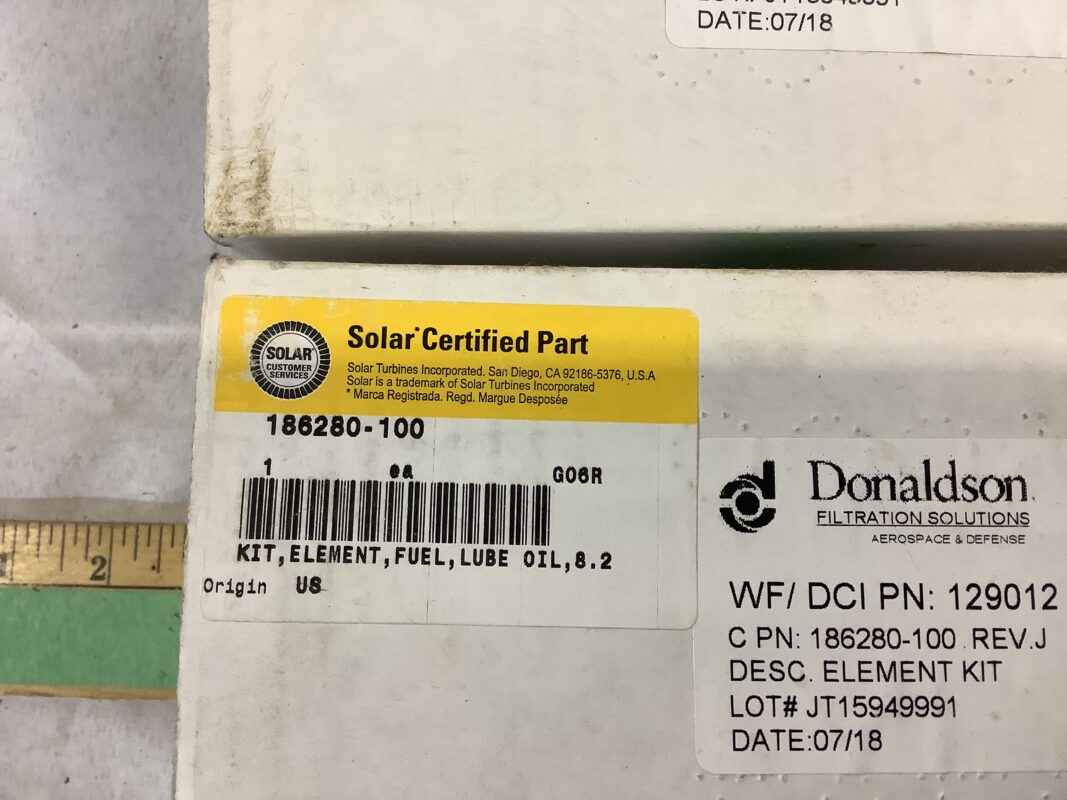 DATE:07/18
SOLAR
CUSTOMER
SERVICES
Solar* Certified Part
Solar Turbines Incorporated. San Diego, CA 92186-5376, U.S.A
Solar is a trademark of Solar Turbines Incorporated
* Marca Registrada. Regd. Margue Desposée
186280-100
1 ea G06R
KIT,ELEMENT,FUEL,LUBE OIL,8.2
Origin US
2
Donaldson.
FILTRATION SOLUTIONS
AEROSPACE & DEFENSE
WF/ DCI PN: 129012
C PN: 186280-100 REV.J
DESC. ELEMENT KIT
LOT# JT15949991
DATE:07/18